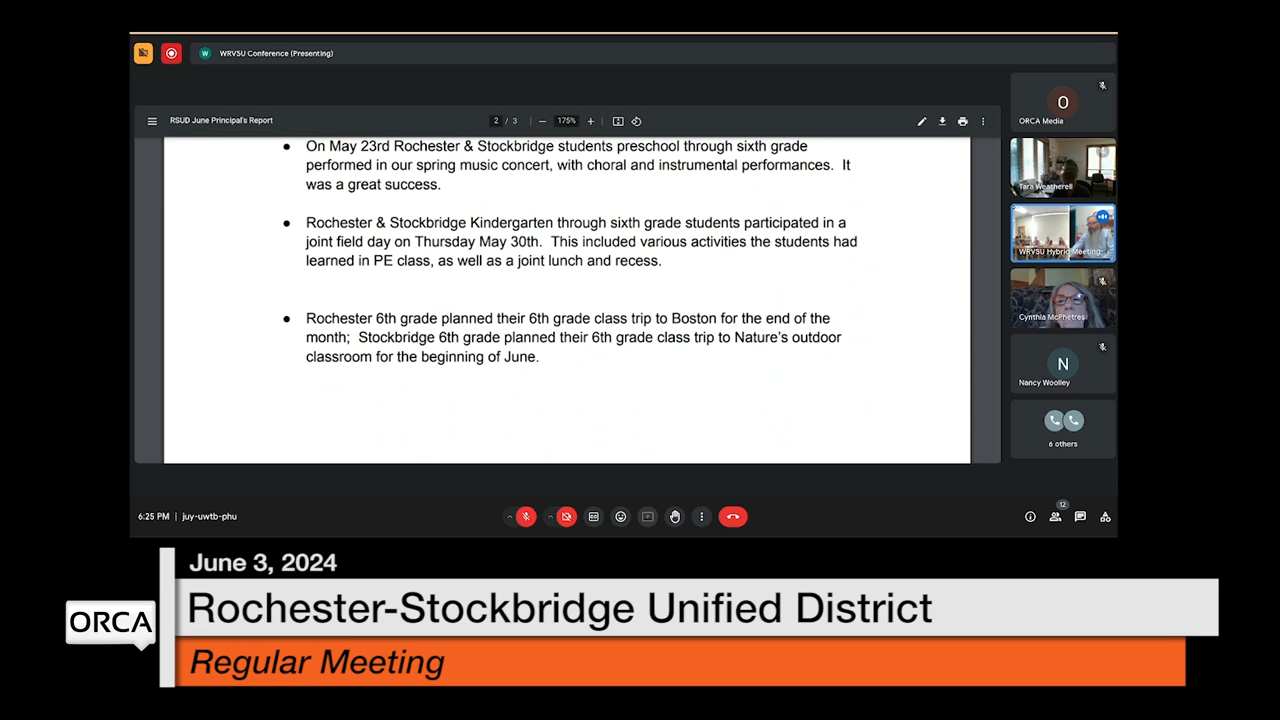 W WRVSU Conference (Presenting)
RSUD June Principal's Report
2 / 3 175%
On May 23rd Rochester & Stockbridge students preschool through sixth grade
performed in our spring music concert, with choral and instrumental performances. It
was a great success.
Rochester & Stockbridge Kindergarten through sixth grade students participated in a
joint field day on Thursday May 30th. This included various activities the students had
learned in PE class, as well as a joint lunch and recess.
Rochester 6th grade planned their 6th grade class trip to Boston for the end of the
month; Stockbridge 6th grade planned their 6th grade class trip to Nature's outdoor
classroom for the beginning of June.
O
ORCA Media
Tara Weatherell
WRVSU Hybrid Meeting
Cynthia McPhetres
N
Nancy Woolley
6 others
6:25 PM | juy-uwtb-phu
12
June 3, 2024
ORCA
Rochester-Stockbridge Unified District
Regular Meeting